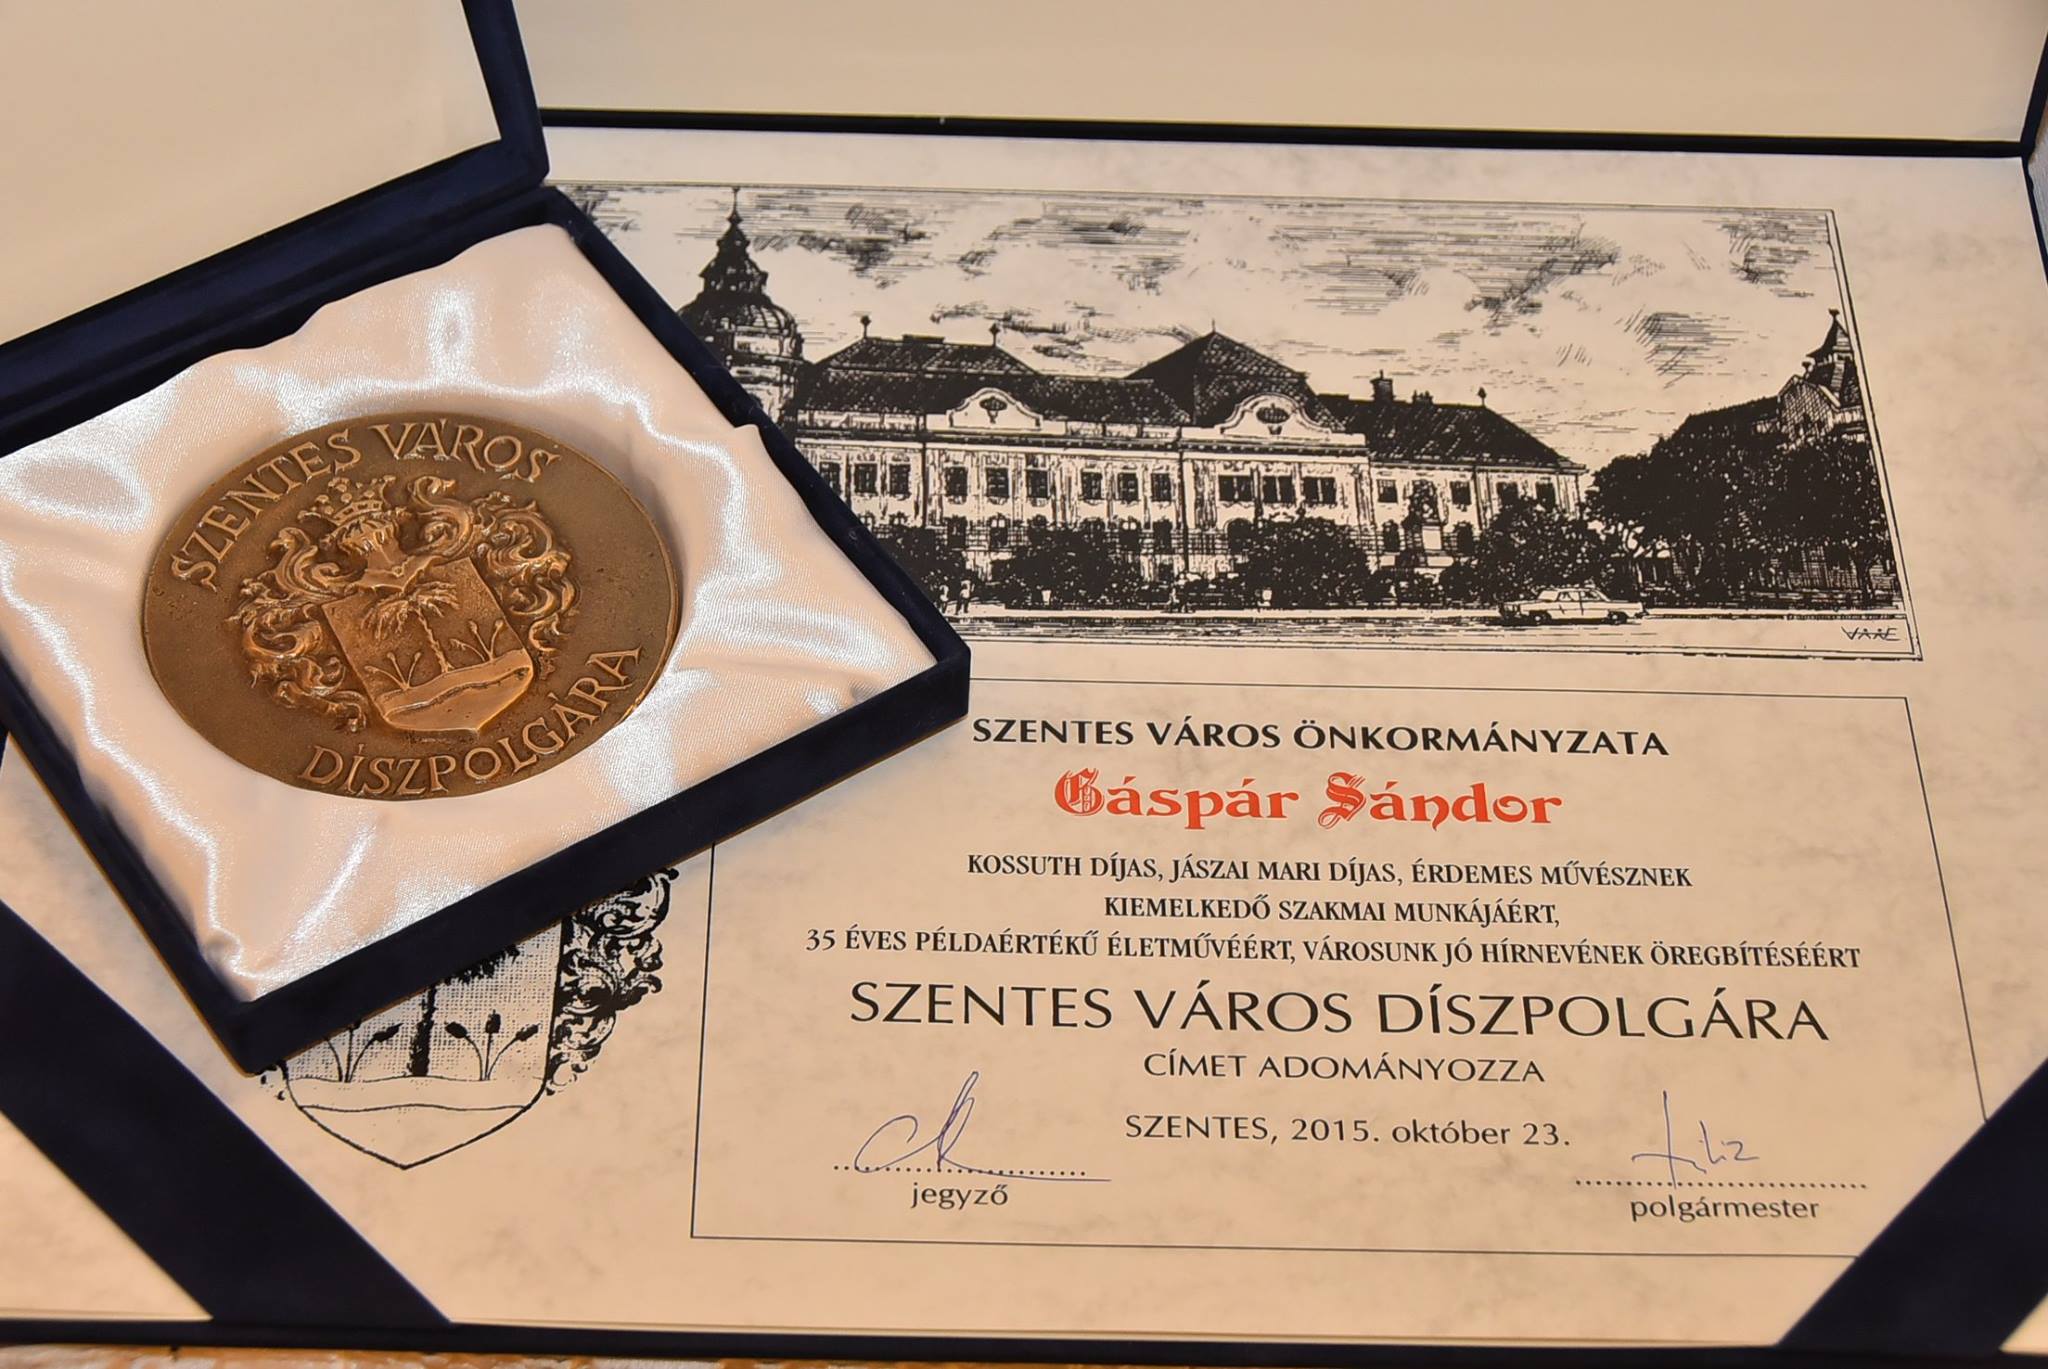 SZENTES VÁROS
DÍSZPOLGÁRA
SZENTES VÁROS ÖNKORMÁNYZATA
Gáspár Sándor
KOSSUTH DÍJAS, JÁSZAI MARI DÍJAS, ÉRDEMES MŰVÉSZNEK
KIEMELKEDŐ SZAKMAI MUNKÁJÁÉRT,
35 ÉVES PÉLDAÉRTÉKŰ ÉLETMŰVÉÉRT, VÁROSUNK JÓ HÍRNEVÉNEK ÖREGBÍTÉSÉÉRT
SZENTES VÁROS DÍSZPOLGÁRA
CÍMET ADOMÁNYOZZA
SZENTES, 2015. október 23.
jegyző
polgármester